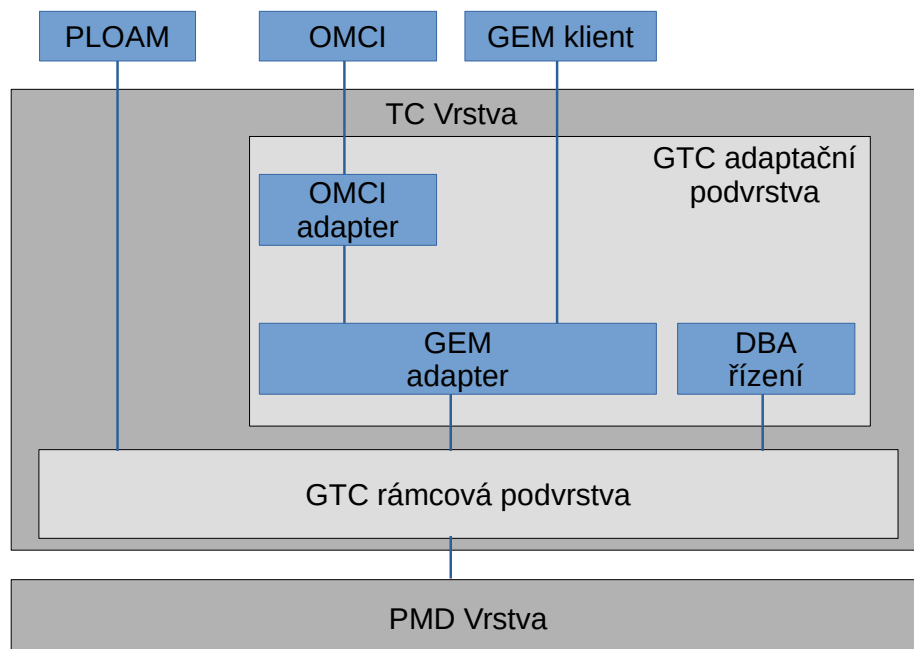 PLOAM
OMCI
GEM klient
TC Vrstva
GTC adaptační
podvrstva
OMCI
adapter
GEM
adapter
DBA
řízení
GTC rámcová podvrstva
PMD Vrstva